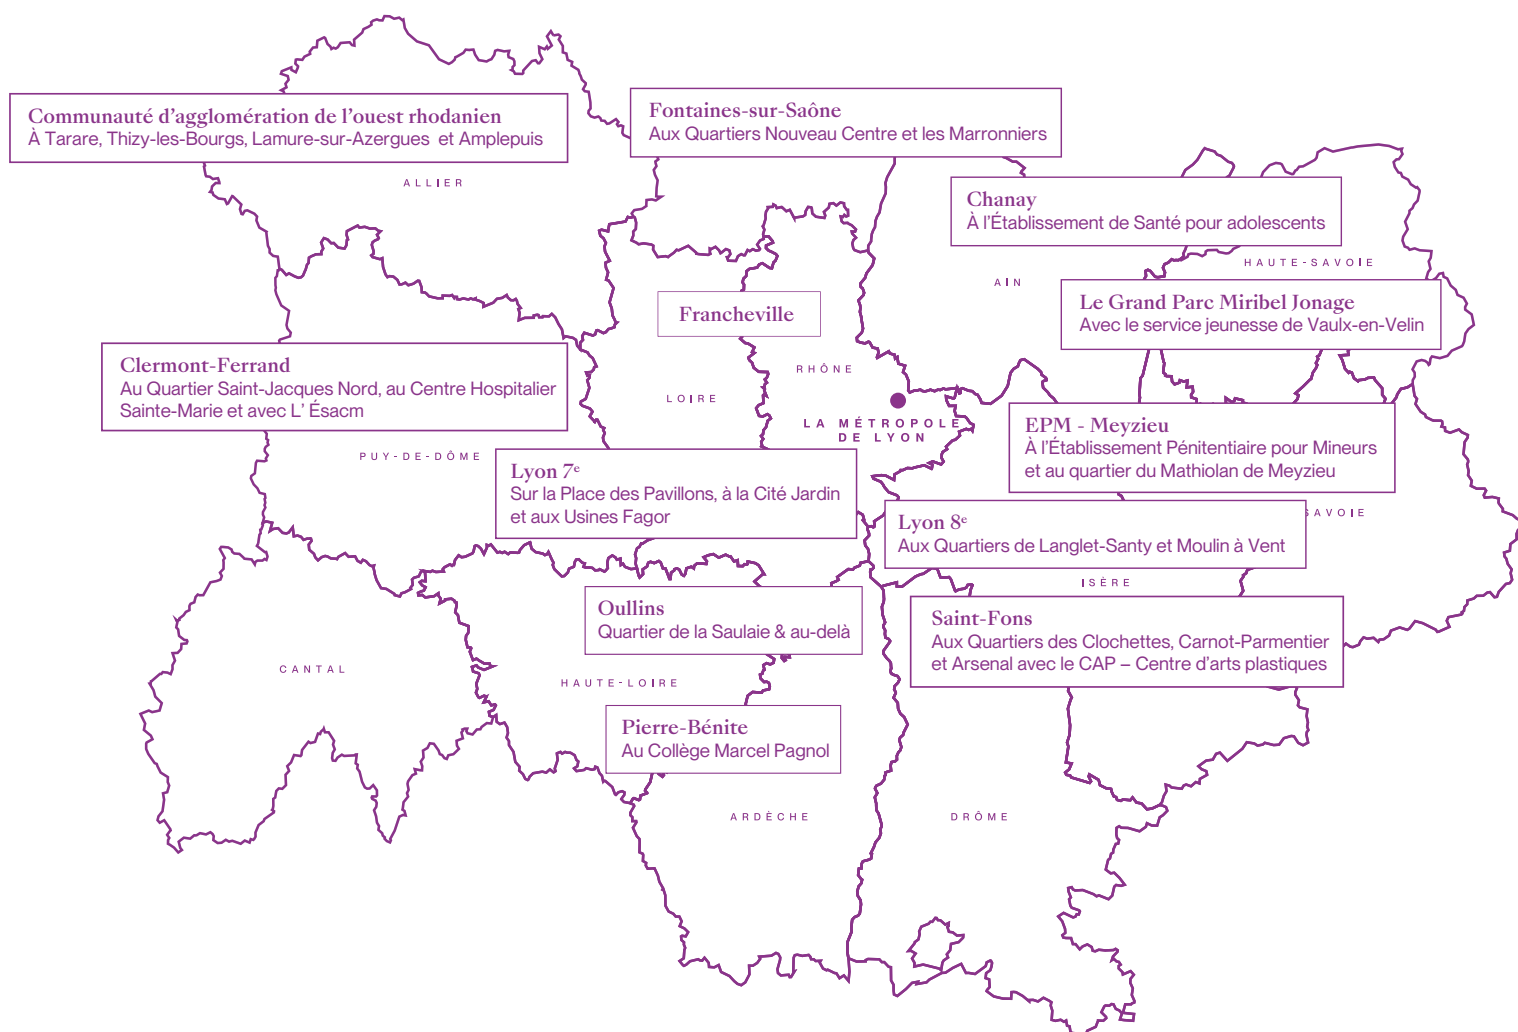 Communauté d'agglomération de l'ouest rhodanien
À Tarare, Thizy-les-Bourgs, Lamure-sur-Azergues et Amplepuis
Fontaines-sur-Saône
Aux Quartiers Nouveau Centre et les Marronniers
ALLIER
Chanay
À l'Établissement de Santé pour adolescents
HAUTE-SAVOIE
AIN
Le Grand Parc Miribel Jonage
Avec le service jeunesse de Vaulx-en-Velin
Francheville
Clermont-Ferrand
Au Quartier Saint-Jacques Nord, au Centre Hospitalier
Sainte-Marie et avec L' Ésacm
RHÔNE
LOIRE
LA MÉTROPOLE
DE LYON
EPM - Meyzieu
À l'Établissement Pénitentiaire pour Mineurs
et au quartier du Mathiolan de Meyzieu
PUY-DE-DÔME
Lyon 7e
Sur la Place des Pavillons, à la Cité Jardin
et aux Usines Fagor
SAVOIE
Lyon 8e
Aux Quartiers de Langlet-Santy et Moulin à Vent
ISÈRE
Oullins
Quartier de la Saulaie & au-delà
Saint-Fons
Aux Quartiers des Clochettes, Carnot-Parmentier
et Arsenal avec le CAP – Centre d'arts plastiques
CANTAL
HAUTE-LOIRE
Pierre-Bénite
Au Collège Marcel Pagnol
ARDÈCHE
DRÔME